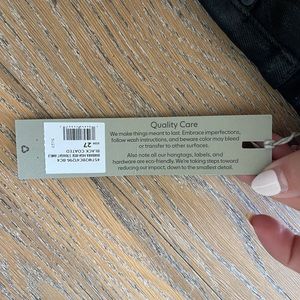 Quality Care
We make things meant to last. Embrace imperfections,
follow wash instructions, and beware color may bleed
or transfer to other surfaces.
Also note all our hangtags, labels, and
hardware are eco-friendly. We're taking steps toward
reducing our impact, down to the smallest detail.
27
BLACK COATED